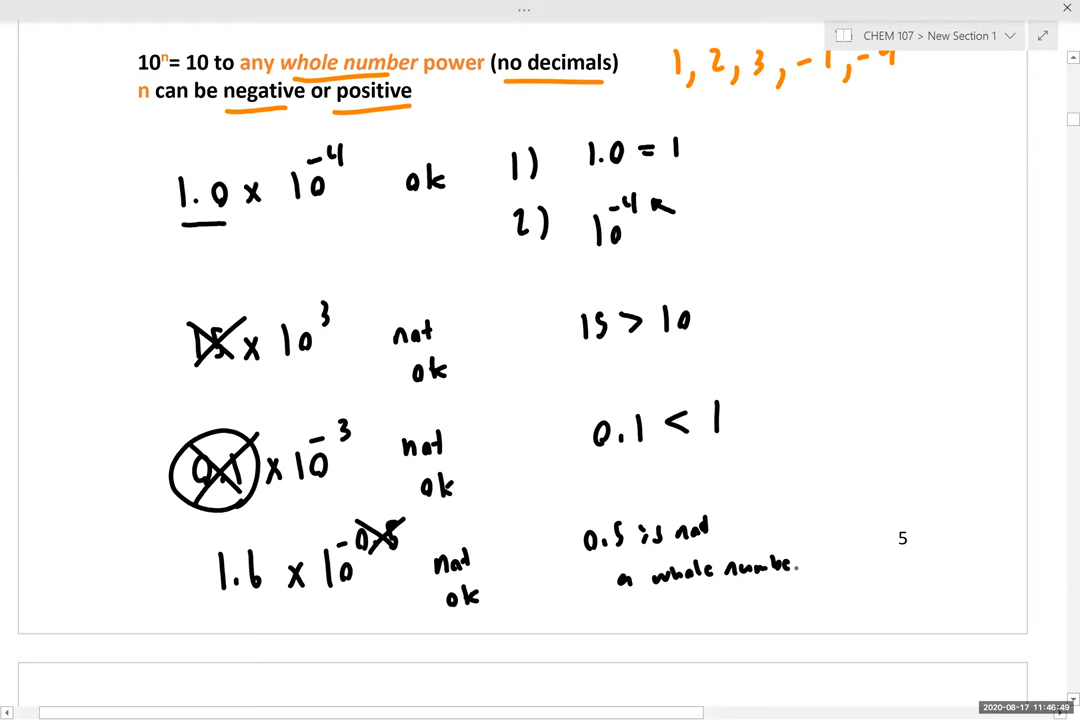 CHEM 107 > New Section 1
10ⁿ= 10 to any whole number power (no decimals)
1, 2, 3, -1, -4
n can be negative or positive
1.0 x 10⁻⁴ ok 1) 1.0 = 1
2) 10⁻⁴
15 x 10³ not ok 15 > 10
0.1 x 10⁻³ not ok 0.1 < 1
1.6 x 10⁻⁰·⁵ not ok 0.5 is not
a whole numbe.
5
2020-08-17 11:46:49